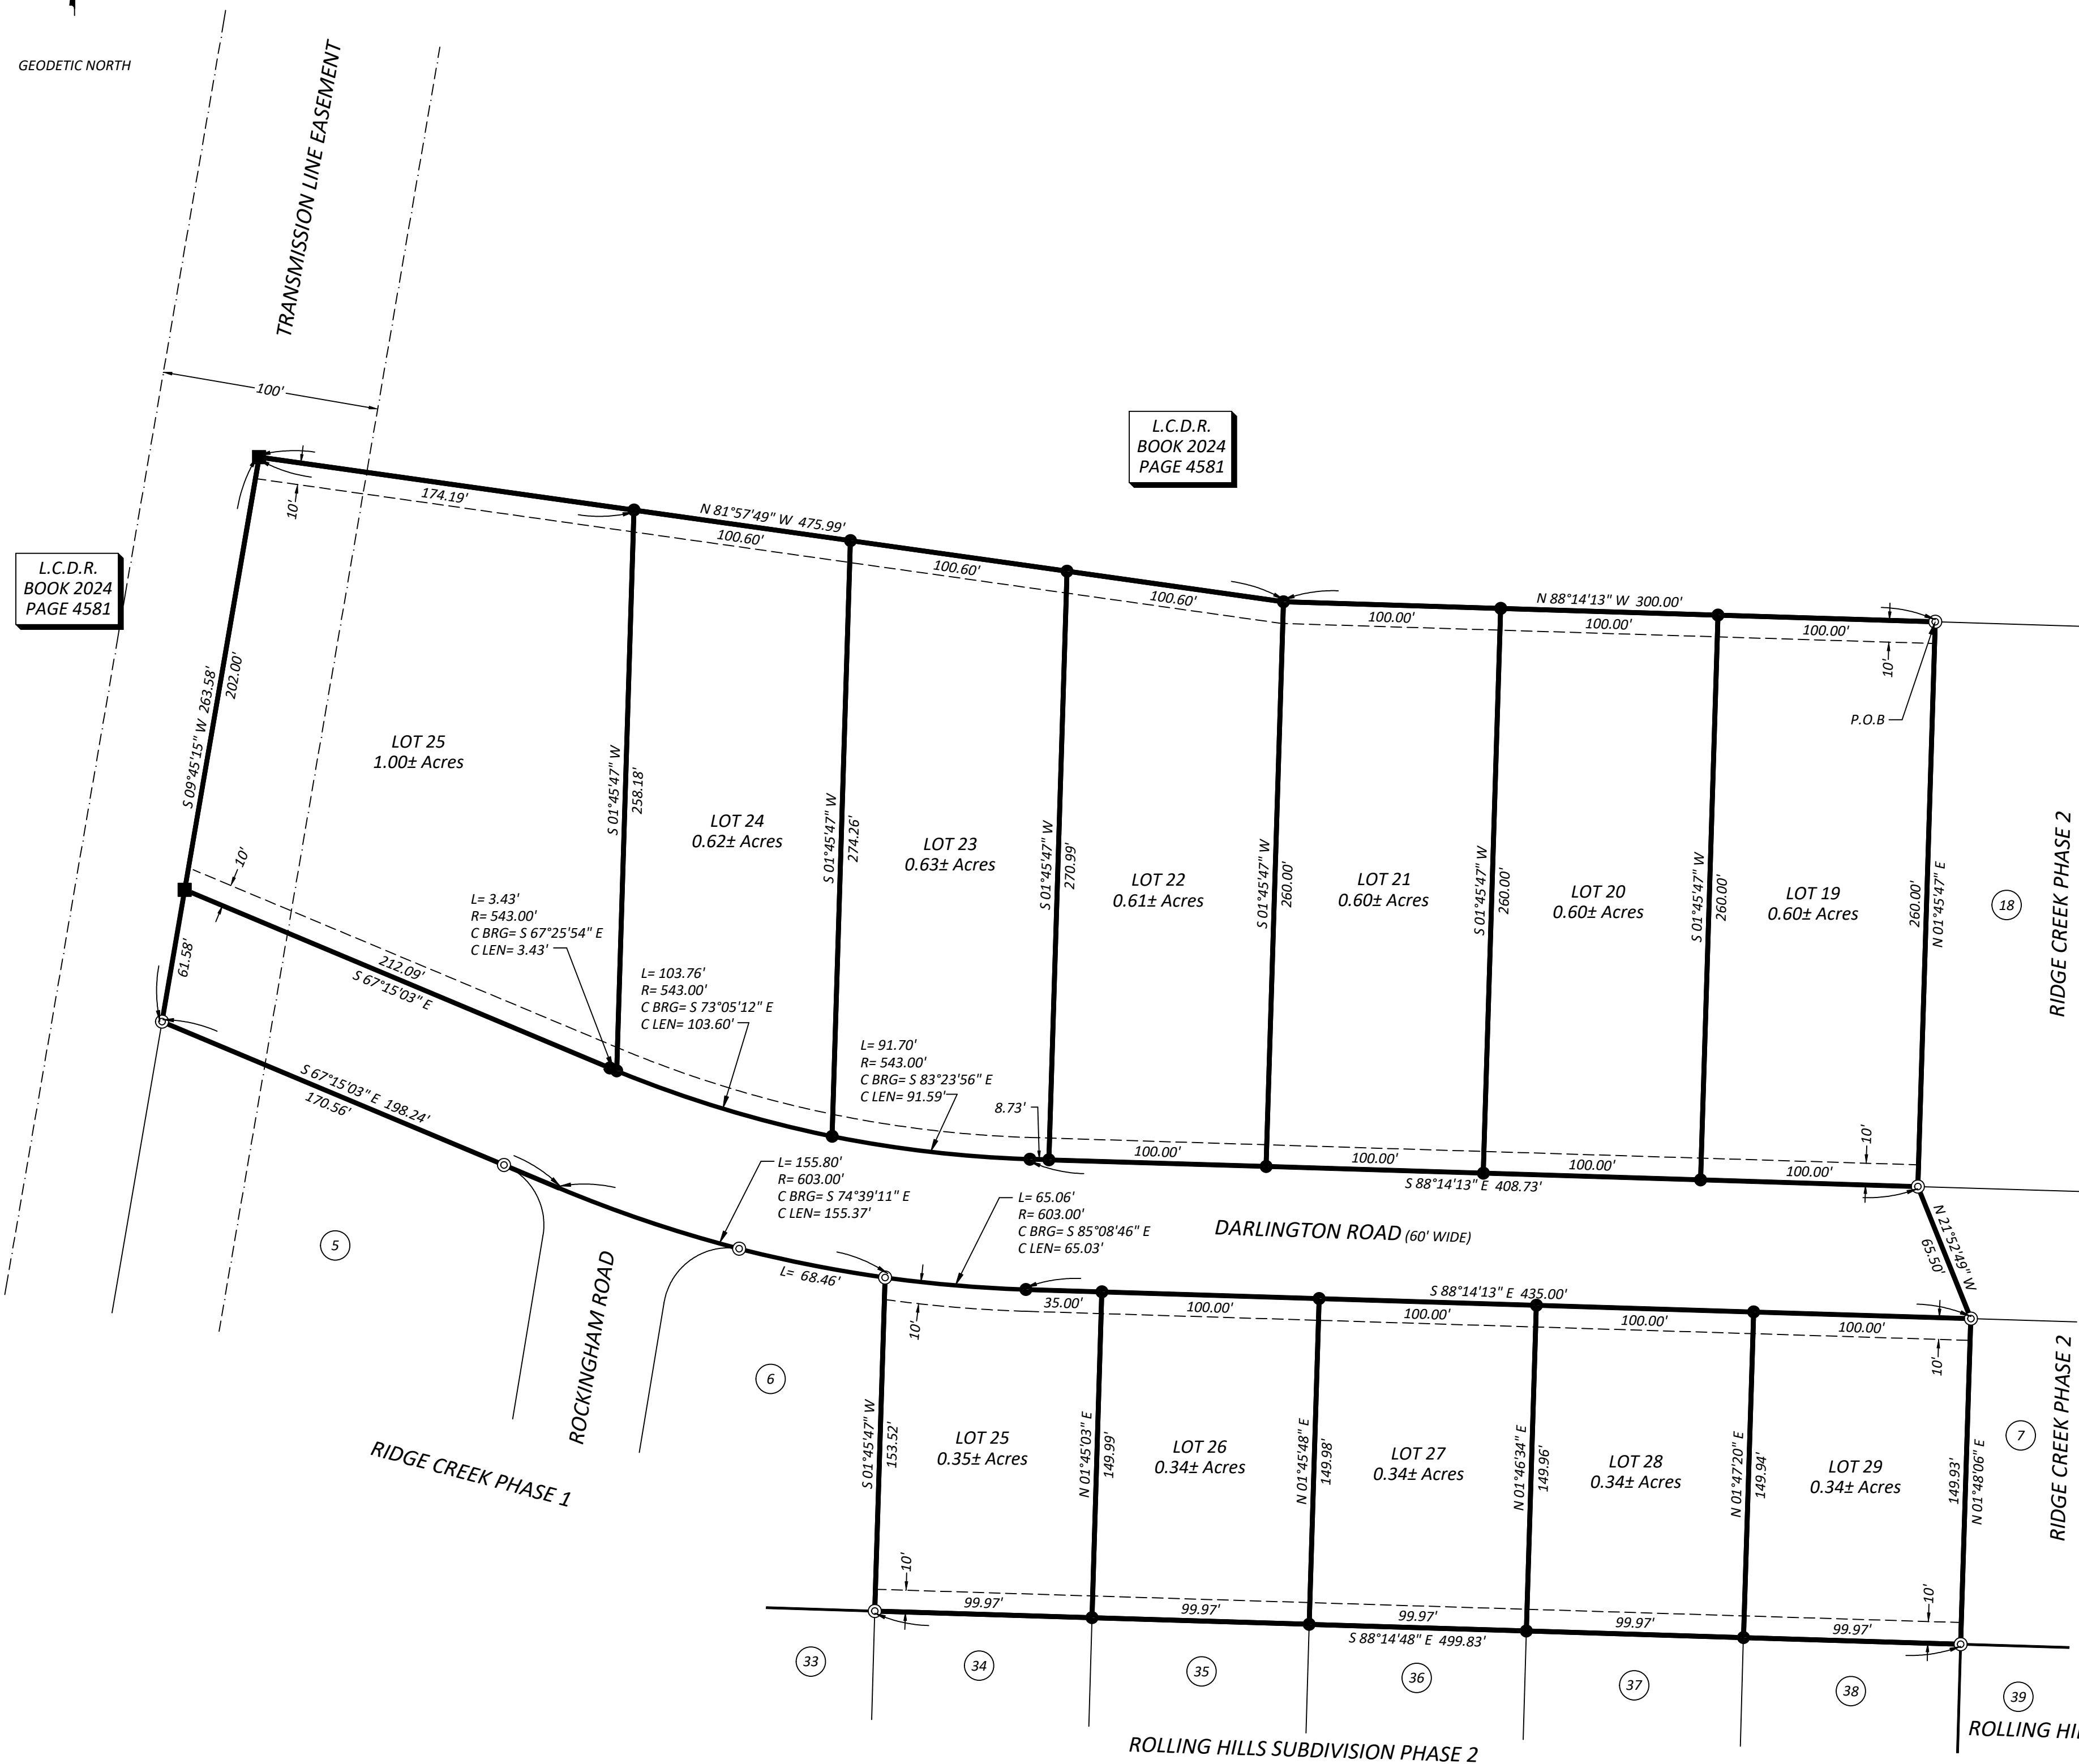 GEODETIC NORTH
TRANSMISSION LINE EASEMENT
100'
L.C.D.R.
BOOK 2024
PAGE 4581
L.C.D.R.
BOOK 2024
PAGE 4581
10'
174.19'
N 81°57'49" W 475.99'
100.60'
100.60'
100.60'
N 88°14'13" W 300.00'
100.00'
100.00'
100.00'
10'
P.O.B
S 09°45'15" W 263.58'
202.00'
61.58'
LOT 25
1.00± Acres
S 01°45'47" W
258.18'
LOT 24
0.62± Acres
S 01°45'47" W
274.26'
LOT 23
0.63± Acres
S 01°45'47" W
270.99'
LOT 22
0.61± Acres
S 01°45'47" W
260.00'
LOT 21
0.60± Acres
S 01°45'47" W
260.00'
LOT 20
0.60± Acres
S 01°45'47" W
260.00'
LOT 19
0.60± Acres
260.00'
N 01°45'47" E
18
RIDGE CREEK PHASE 2
10'
212.09'
S 67°15'03" E
L= 3.43'
R= 543.00'
C BRG= S 67°25'54" E
C LEN= 3.43'
L= 103.76'
R= 543.00'
C BRG= S 73°05'12" E
C LEN= 103.60'
L= 91.70'
R= 543.00'
C BRG= S 83°23'56" E
C LEN= 91.59'
8.73'
100.00'
100.00'
100.00'
100.00'
10'
S 88°14'13" E 408.73'
S 67°15'03" E 198.24'
170.56'
L= 155.80'
R= 603.00'
C BRG= S 74°39'11" E
C LEN= 155.37'
L= 65.06'
R= 603.00'
C BRG= S 85°08'46" E
C LEN= 65.03'
DARLINGTON ROAD (60' WIDE)
N 21°52'49" W
65.50'
5
ROCKINGHAM ROAD
L= 68.46'
6
RIDGE CREEK PHASE 1
10'
35.00'
S 88°14'13" E 435.00'
100.00'
100.00'
100.00'
100.00'
10'
S 01°45'47" W
153.52'
LOT 25
0.35± Acres
N 01°45'03" E
149.99'
LOT 26
0.34± Acres
N 01°45'48" E
149.98'
LOT 27
0.34± Acres
N 01°46'34" E
149.96'
LOT 28
0.34± Acres
N 01°47'20" E
149.94'
LOT 29
0.34± Acres
149.93'
N 01°48'06" E
7
RIDGE CREEK PHASE 2
10'
99.97'
99.97'
99.97'
99.97'
99.97'
10'
S 88°14'48" E 499.83'
33
34
35
36
37
38
39
ROLLING HILLS SUBDIVISION PHASE 2
ROLLING